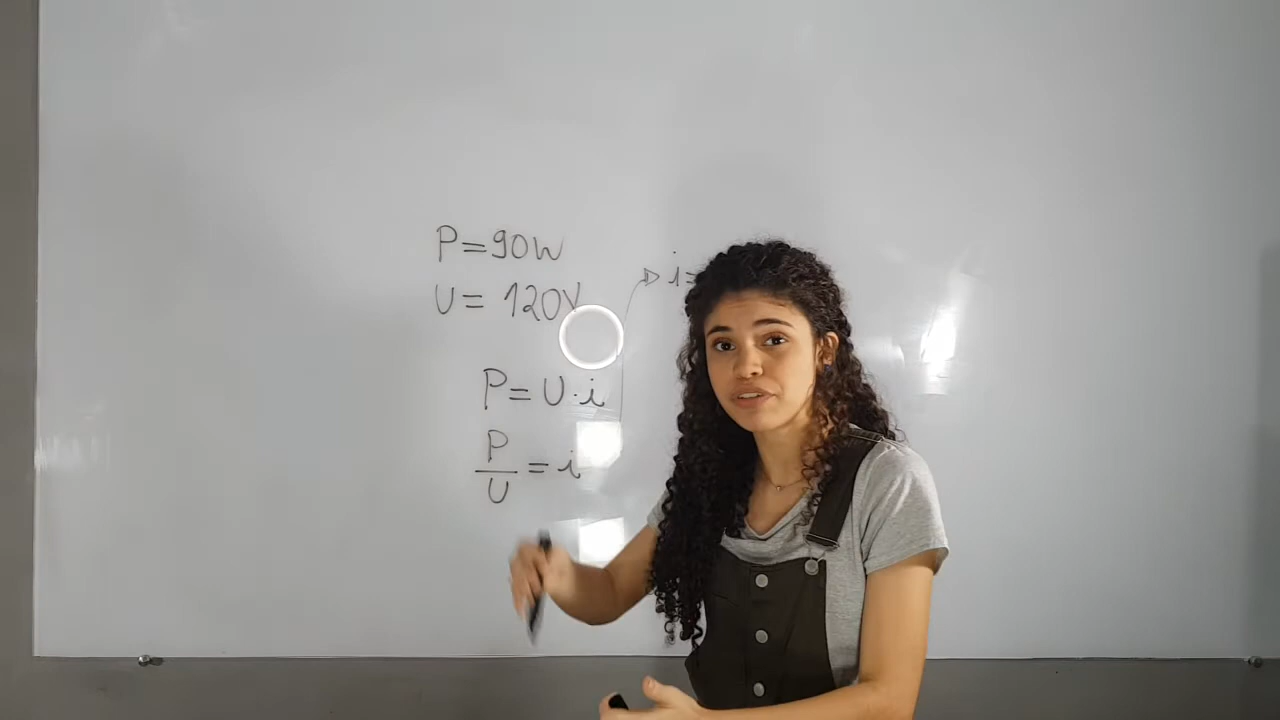 P=90W
U= 120V
i=
P=U·i
P/U = i